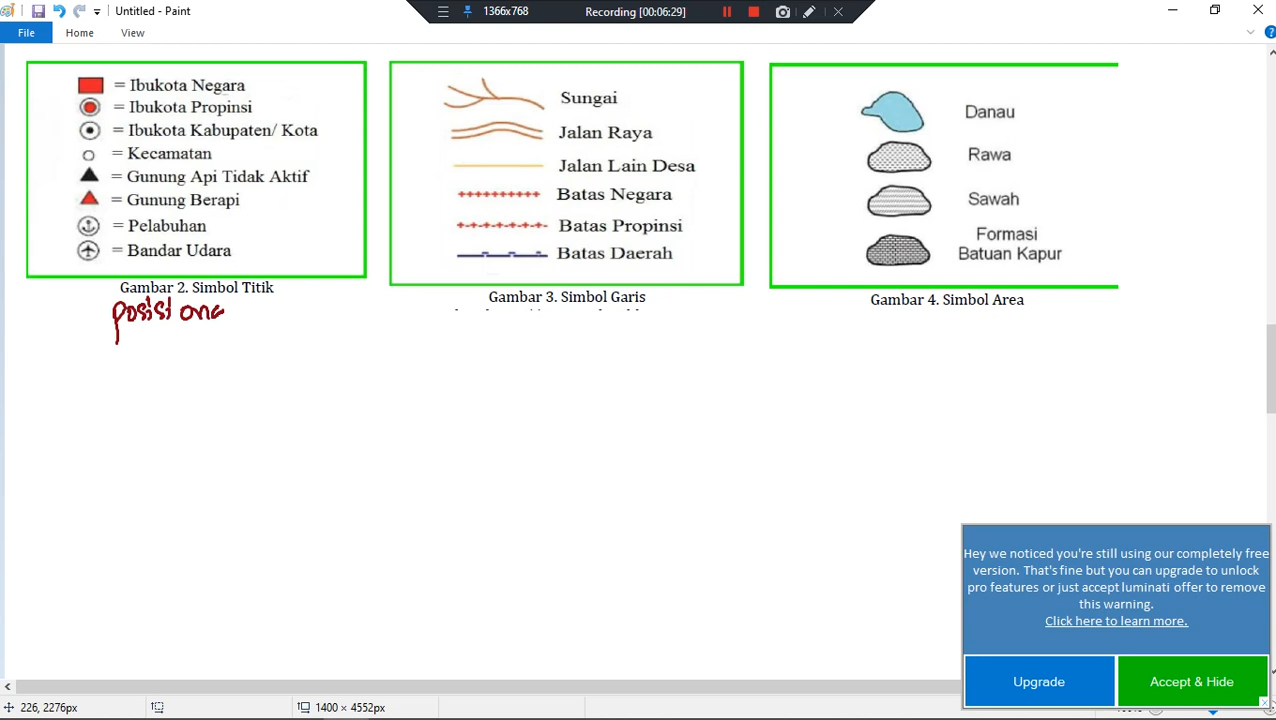 Untitled - Paint
1366x768
Recording [00:06:29]
File
Home
View
= Ibukota Negara
= Ibukota Propinsi
= Ibukota Kabupaten/ Kota
= Kecamatan
= Gunung Api Tidak Aktif
= Gunung Berapi
= Pelabuhan
= Bandar Udara
Gambar 2. Simbol Titik
posisi ona
Sungai
Jalan Raya
Jalan Lain Desa
Batas Negara
Batas Propinsi
Batas Daerah
Gambar 3. Simbol Garis
Danau
Rawa
Sawah
Formasi
Batuan Kapur
Gambar 4. Simbol Area
Hey we noticed you're still using our completely free
version. That's fine but you can upgrade to unlock
pro features or just accept luminati offer to remove
this warning.
Click here to learn more.
Upgrade
Accept & Hide
226, 2276px
1400 × 4552px